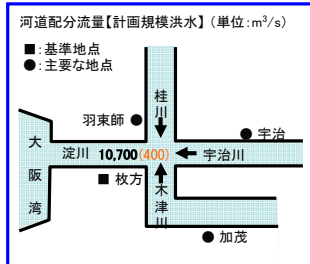 河道配分流量【計画規模洪水】(単位:m³/s)
■:基準地点
●:主要な地点
桂川
羽束師●
●宇治
大阪湾
淀川 10,700(400)
宇治川
■枚方
木津川
●加茂